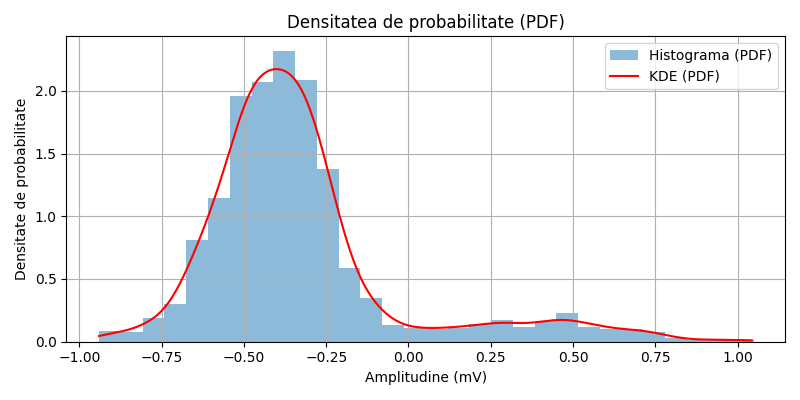 Densitatea de probabilitate (PDF)
Histograma (PDF)
KDE (PDF)
Densitate de probabilitate
2.0
1.5
1.0
0.5
0.0
−1.00 −0.75 −0.50 −0.25 0.00 0.25 0.50 0.75 1.00
Amplitudine (mV)